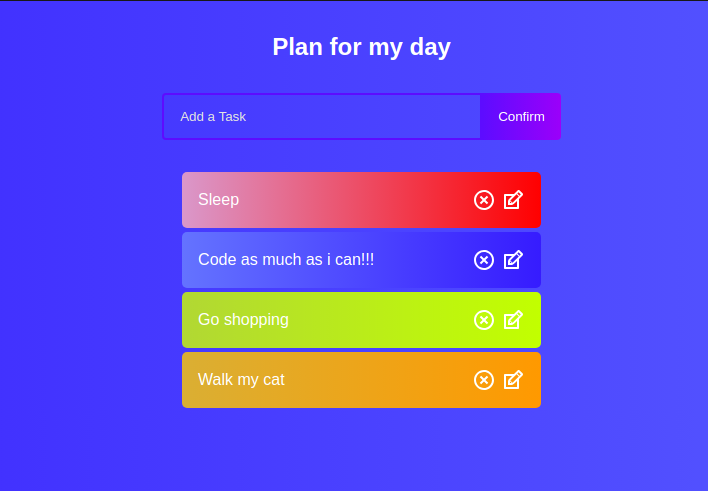 Plan for my day
Add a Task
Confirm
Sleep
Code as much as i can!!!
Go shopping
Walk my cat